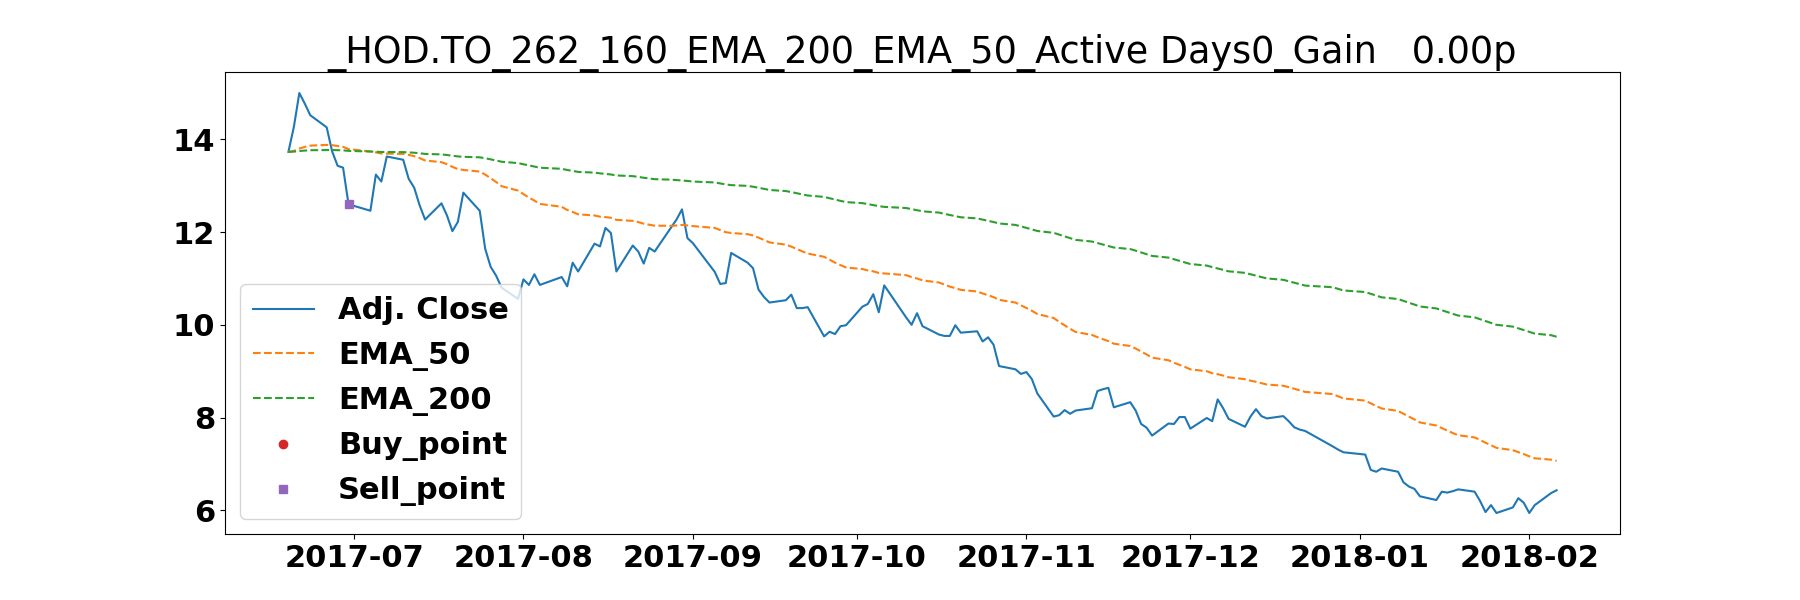 _HOD.TO_262_160_EMA_200_EMA_50_Active Days0_Gain   0.00p
14
12
10
8
6
Adj. Close
EMA_50
EMA_200
Buy_point
Sell_point
2017-07 2017-08 2017-09 2017-10 2017-11 2017-12 2018-01 2018-02